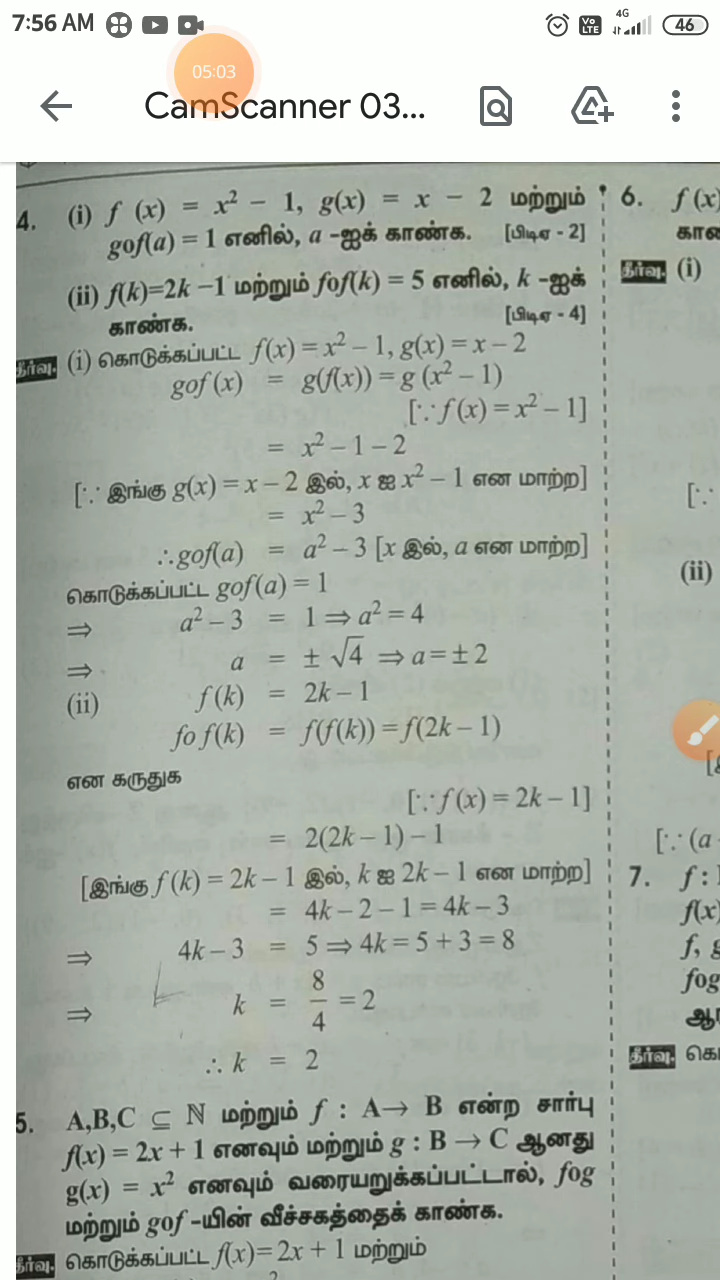 7:56 AM
4G
Vo LTE
46
05:03
CamScanner 03...
4. (i) f (x) = x² − 1, g(x) = x − 2 மற்றும்
gof(a) = 1 எனில், a -ஐக் காண்க. [பிடிஏ - 2]
(ii) f(k)=2k −1 மற்றும் fof(k) = 5 எனில், k -ஐக்
காண்க. [பிடிஏ - 4]
தீர்வு. (i) கொடுக்கப்பட்ட f(x) = x² − 1, g(x) = x − 2
gof (x) = g(f(x)) = g (x² − 1)
[∵ f (x) = x² − 1]
= x² − 1 − 2
[∵ இங்கு g(x) = x − 2 இல், x ஐ x² − 1 என மாற்ற]
= x² − 3
∴gof(a) = a² − 3 [x இல், a என மாற்ற]
கொடுக்கப்பட்ட gof(a) = 1
⇒ a² − 3 = 1 ⇒ a² = 4
⇒ a = ± √4 ⇒ a = ± 2
(ii) f (k) = 2k − 1
fo f(k) = f(f(k)) = f(2k − 1)
என கருதுக
[∵ f (x) = 2k − 1]
= 2(2k − 1) − 1
[இங்கு f (k) = 2k − 1 இல், k ஐ 2k − 1 என மாற்ற]
= 4k − 2 − 1 = 4k − 3
⇒ 4k − 3 = 5 ⇒ 4k = 5 + 3 = 8
⇒ k = 8/4 = 2
∴ k = 2
5. A,B,C ⊆ ℕ மற்றும் f : A→ B என்ற சார்பு
f(x) = 2x + 1 எனவும் மற்றும் g : B → C ஆனது
g(x) = x² எனவும் வரையறுக்கப்பட்டால், fog
மற்றும் gof -யின் வீச்சகத்தைக் காண்க.
தீர்வு. கொடுக்கப்பட்ட f(x)= 2x + 1 மற்றும்
6. f (x)
கான
தீர்வு. (i)
[∵
(ii)
[g
[∵ (a
7. f :
f(x)
f, g
fog
தீர்வு. கொ